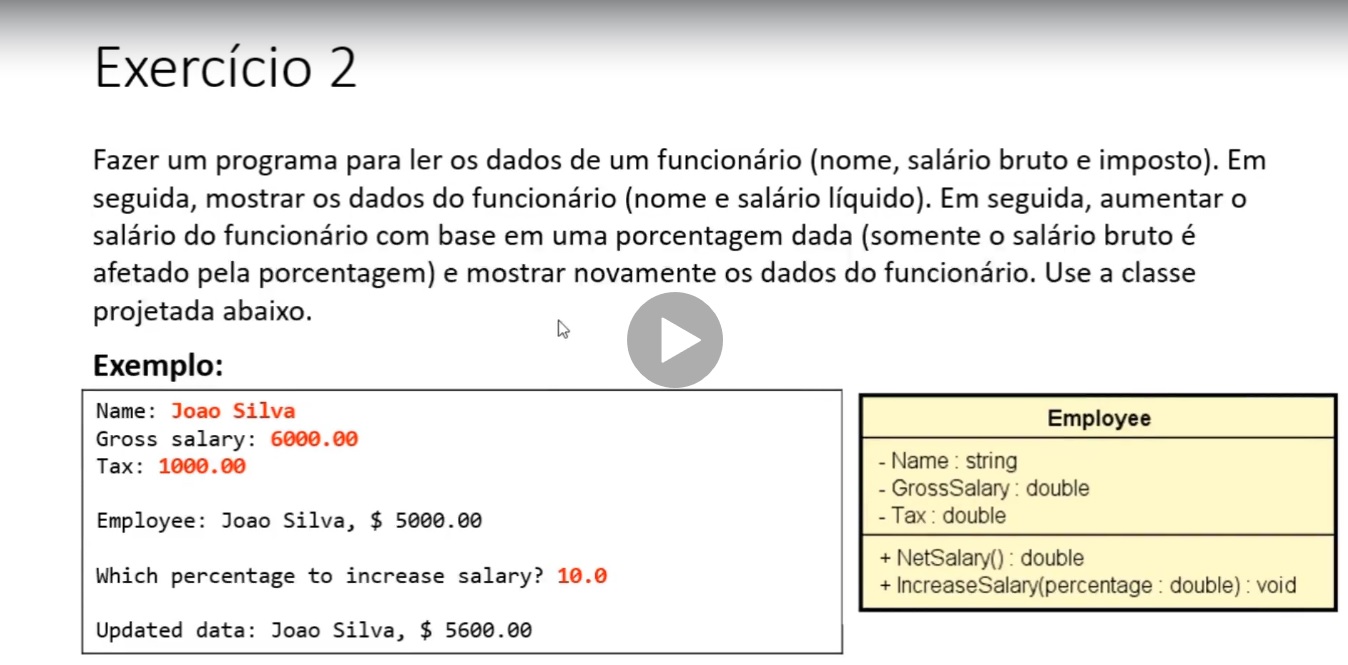 Exercício 2
Fazer um programa para ler os dados de um funcionário (nome, salário bruto e imposto). Em
seguida, mostrar os dados do funcionário (nome e salário líquido). Em seguida, aumentar o
salário do funcionário com base em uma porcentagem dada (somente o salário bruto é
afetado pela porcentagem) e mostrar novamente os dados do funcionário. Use a classe
projetada abaixo.
Exemplo:
Name: Joao Silva
Gross salary: 6000.00
Tax: 1000.00
Employee: Joao Silva, $ 5000.00
Which percentage to increase salary? 10.0
Updated data: Joao Silva, $ 5600.00
Employee
- Name : string
- GrossSalary : double
- Tax : double
+ NetSalary() : double
+ IncreaseSalary(percentage : double) : void